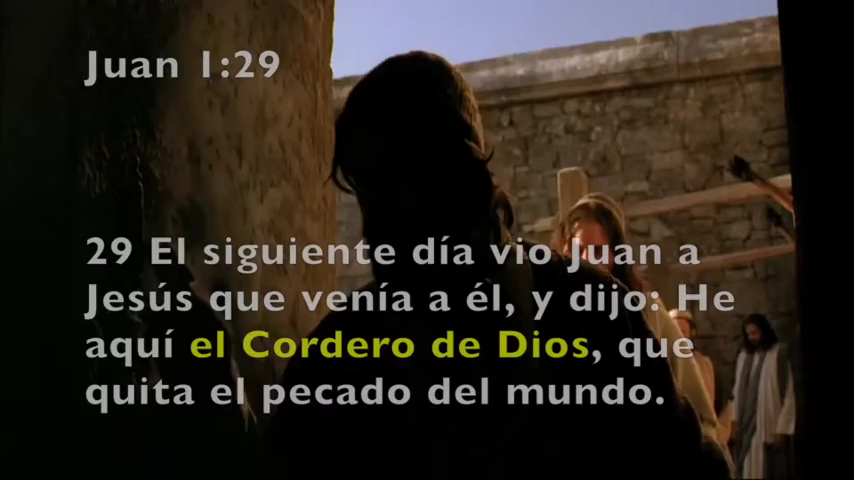 Juan 1:29
29 El siguiente día vio Juan a
Jesús que venía a él, y dijo: He
aquí el Cordero de Dios, que
quita el pecado del mundo.